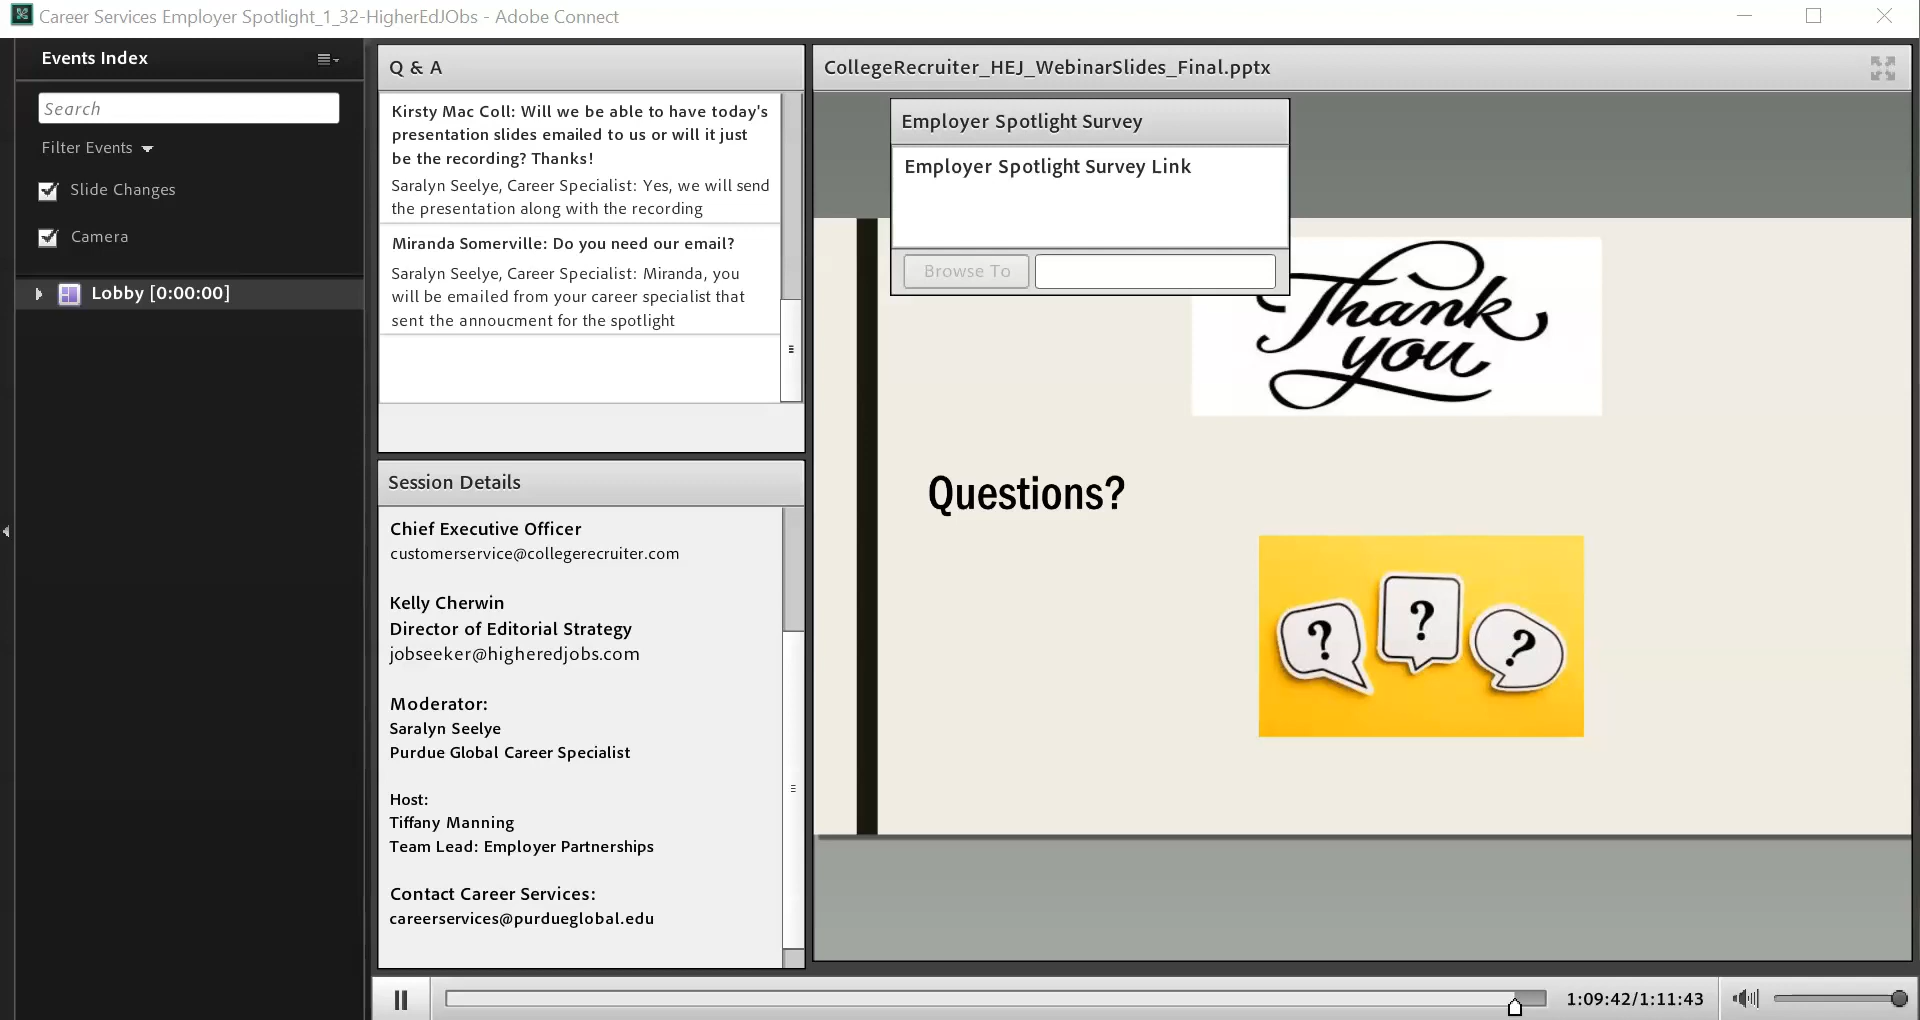 Career Services Employer Spotlight_1_32-HigherEdJObs - Adobe Connect
Events Index
Search
Filter Events
Slide Changes
Camera
Lobby [0:00:00]
Q & A
Kirsty Mac Coll: Will we be able to have today's
presentation slides emailed to us or will it just
be the recording? Thanks!
Saralyn Seelye, Career Specialist: Yes, we will send
the presentation along with the recording
Miranda Somerville: Do you need our email?
Saralyn Seelye, Career Specialist: Miranda, you
will be emailed from your career specialist that
sent the annoucment for the spotlight
Session Details
Chief Executive Officer
customerservice@collegerecruiter.com
Kelly Cherwin
Director of Editorial Strategy
jobseeker@higheredjobs.com
Moderator:
Saralyn Seelye
Purdue Global Career Specialist
Host:
Tiffany Manning
Team Lead: Employer Partnerships
Contact Career Services:
careerservices@purdueglobal.edu
CollegeRecruiter_HEJ_WebinarSlides_Final.pptx
Employer Spotlight Survey
Employer Spotlight Survey Link
Browse To
Thank
you
Questions?
? ? ?
1:09:42/1:11:43